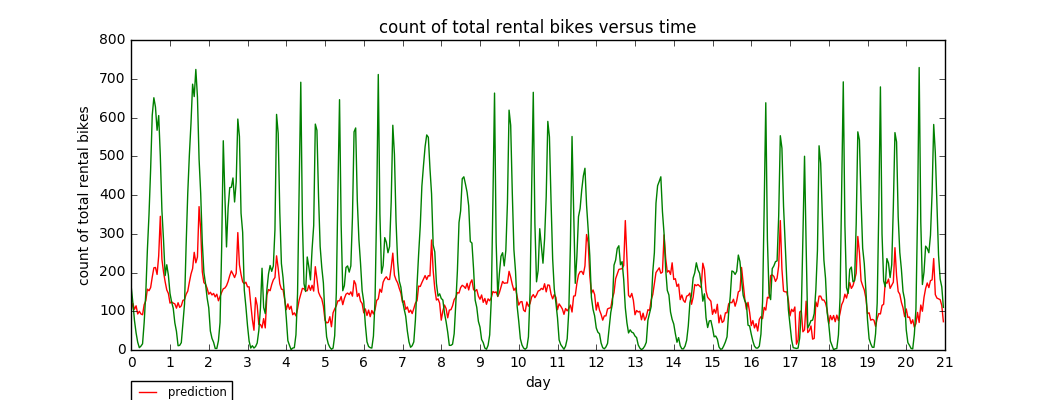 count of total rental bikes versus time
800
700
600
500
400
300
200
100
0
count of total rental bikes
0 1 2 3 4 5 6 7 8 9 10 11 12 13 14 15 16 17 18 19 20 21
day
prediction